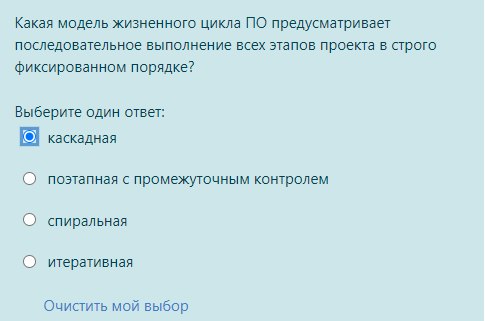 Какая модель жизненного цикла ПО предусматривает
последовательное выполнение всех этапов проекта в строго
фиксированном порядке?
Выберите один ответ:
каскадная
поэтапная с промежуточным контролем
спиральная
итеративная
Очистить мой выбор